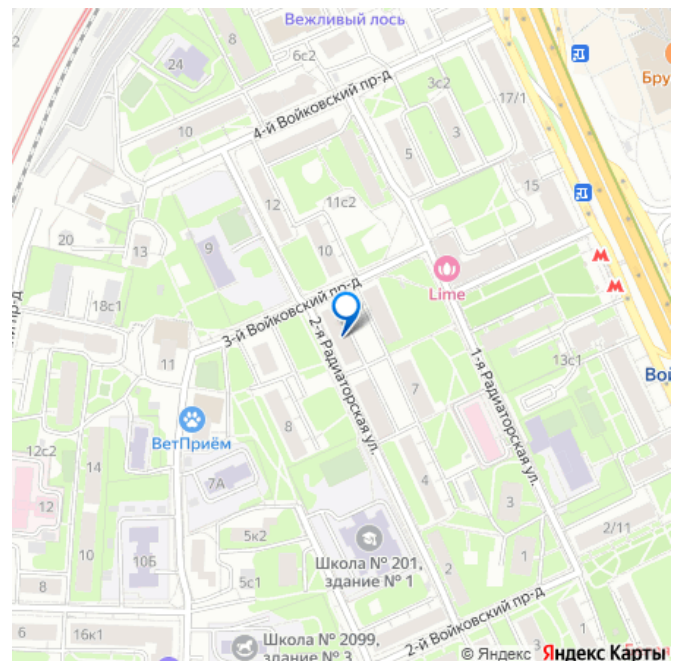 Вежливый лось
2
8
6с2
24
Бру
3с2
17/1
4-й Войковский пр-д
10
3
5
15
12
11с2
9
10
20
13
Lime
3-й Войковский пр-д
18с1
й пр-д
2-я Радиаторская ул.
1-я Радиаторская ул.
11
13с1
Вой
7
ВетПриём
8
12с2
14
7А
4
12
3
2/11
10
10Б
5к2
Школа № 201,
здание № 1
1
2
5с1
8
2-й Войковский пр-д
6
16к1
Школа № 2099,
здание № 3
1
© Яндекс Яндекс Карты